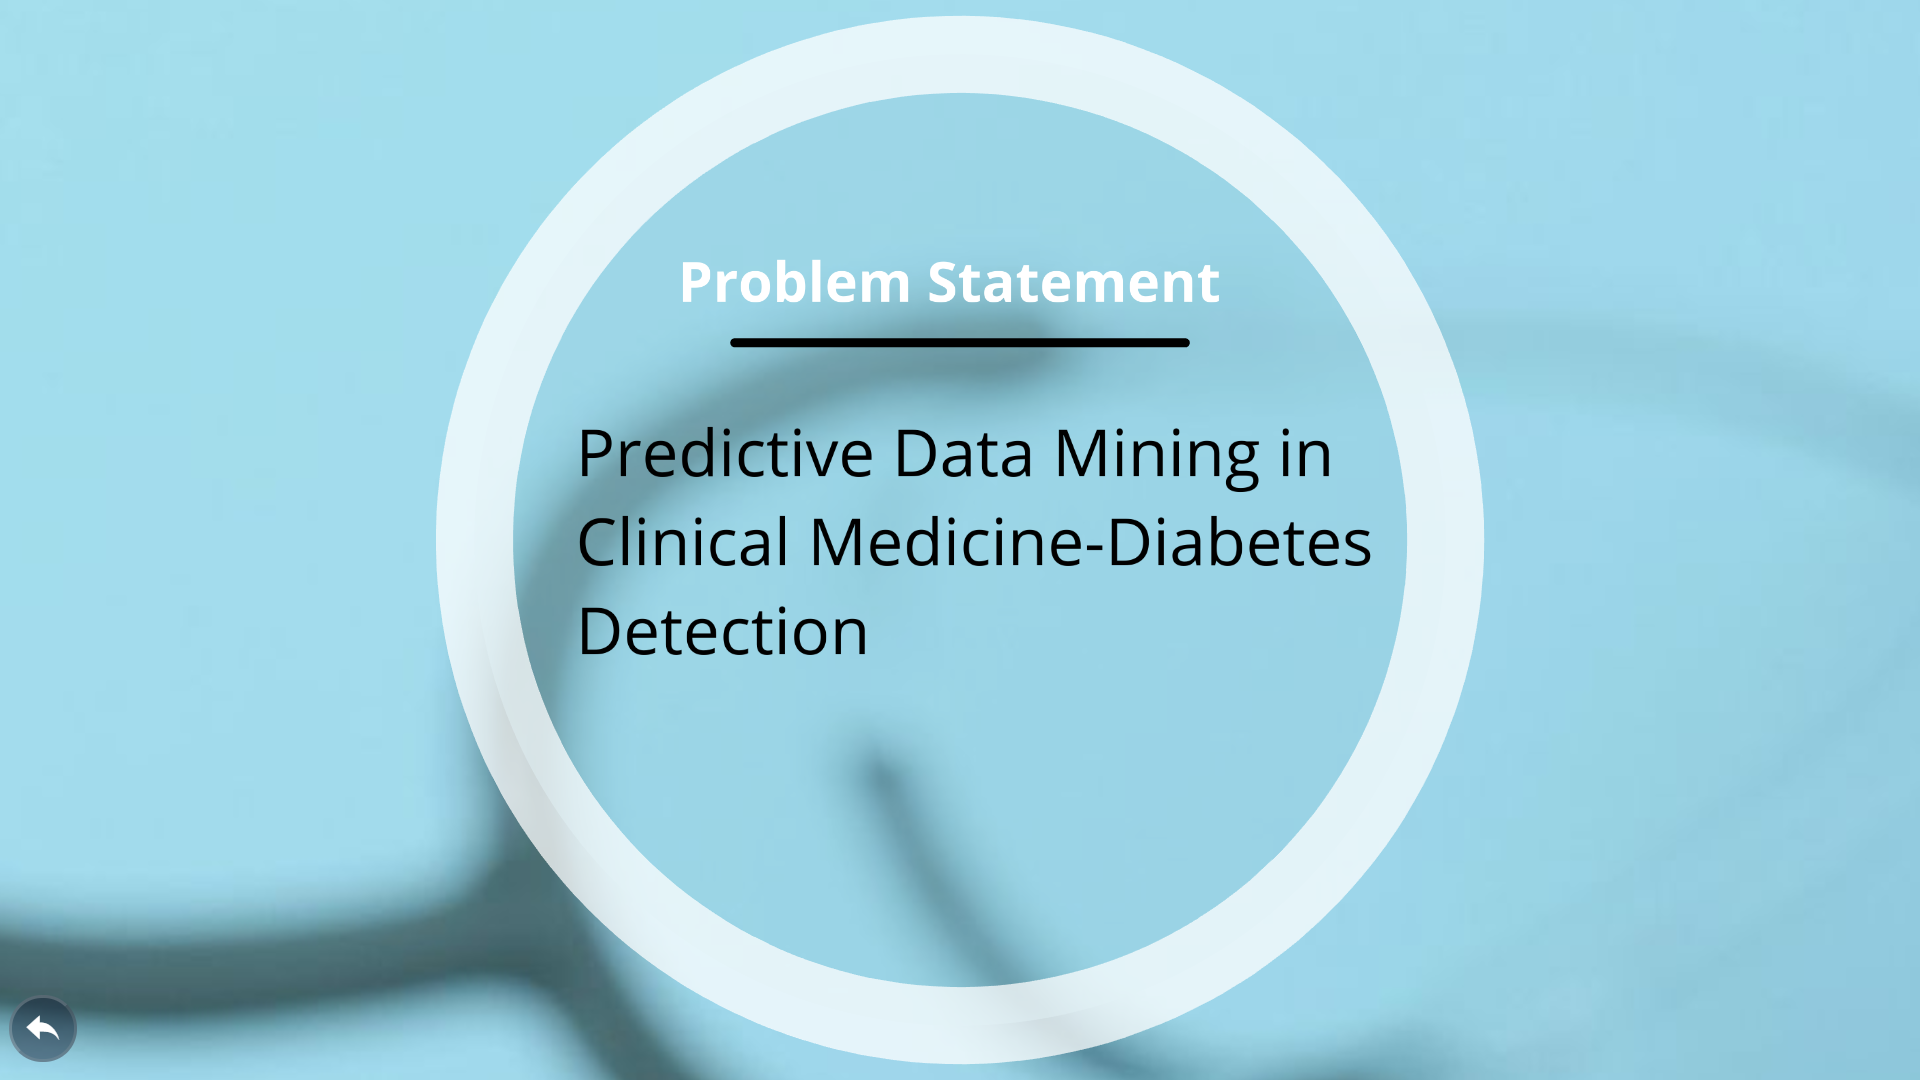 Problem Statement
Predictive Data Mining in
Clinical Medicine-Diabetes
Detection